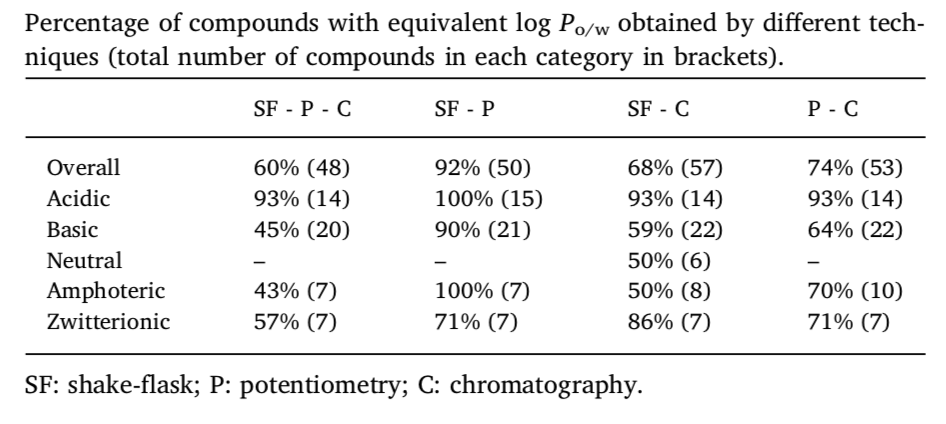 Percentage of compounds with equivalent log Po/w obtained by different tech-
niques (total number of compounds in each category in brackets).
SF - P - C SF - P SF - C P - C
Overall 60% (48) 92% (50) 68% (57) 74% (53)
Acidic 93% (14) 100% (15) 93% (14) 93% (14)
Basic 45% (20) 90% (21) 59% (22) 64% (22)
Neutral – – 50% (6) –
Amphoteric 43% (7) 100% (7) 50% (8) 70% (10)
Zwitterionic 57% (7) 71% (7) 86% (7) 71% (7)
SF: shake-flask; P: potentiometry; C: chromatography.